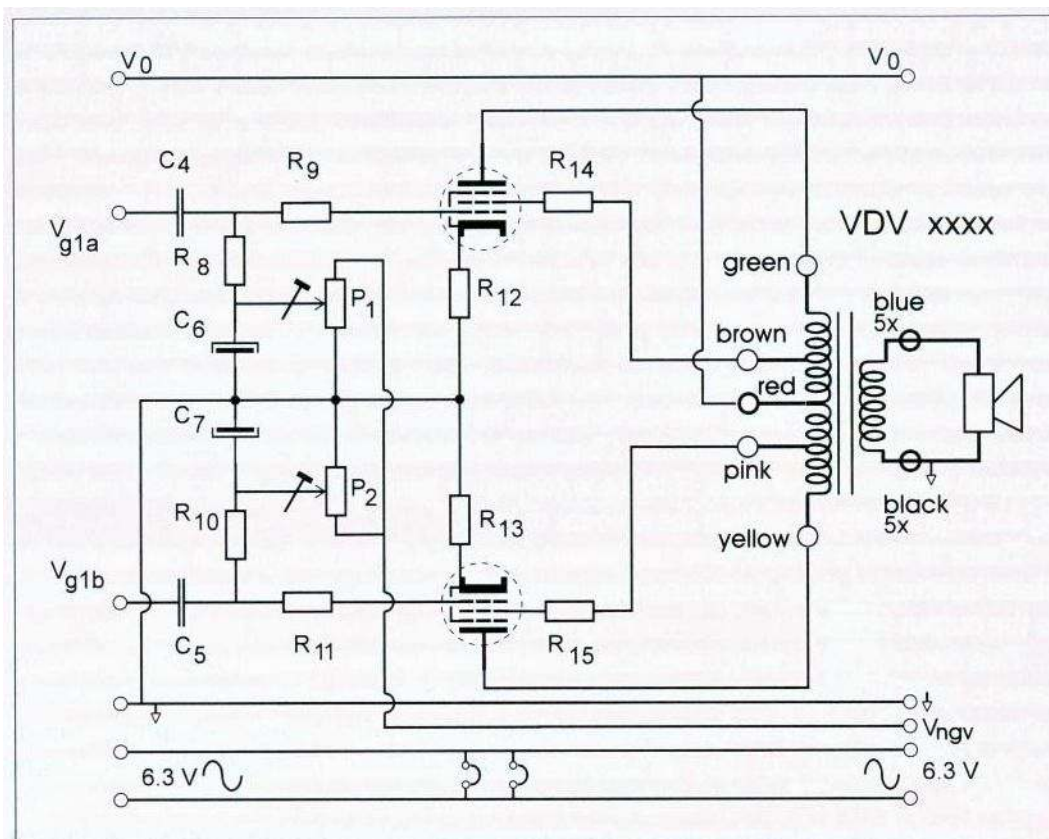 V0
V0
C4
R9
R14
Vg1a
VDV xxxx
R8
green
R12
P1
blue
5x
C6
brown
red
C7
pink
P2
black
5x
R10
R13
yellow
Vg1b
C5
R11
R15
Vngv
6.3 V
6.3 V